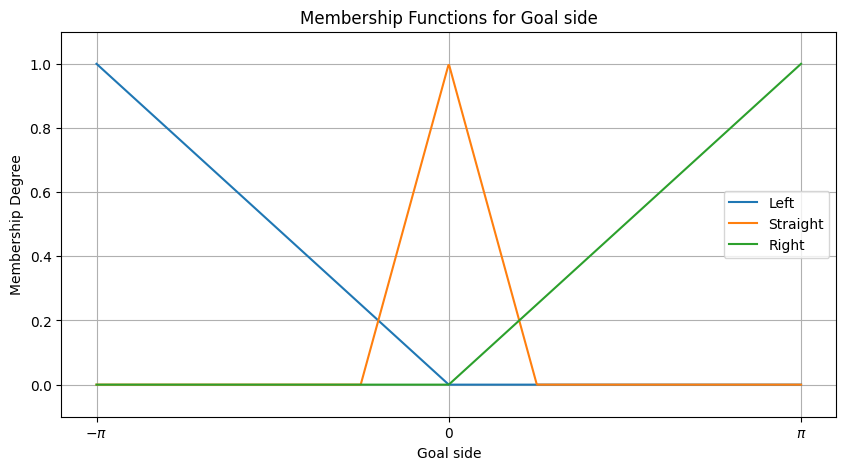 Membership Functions for Goal side
Membership Degree
1.0
0.8
0.6
0.4
0.2
0.0
Left
Straight
Right
−π
0
π
Goal side